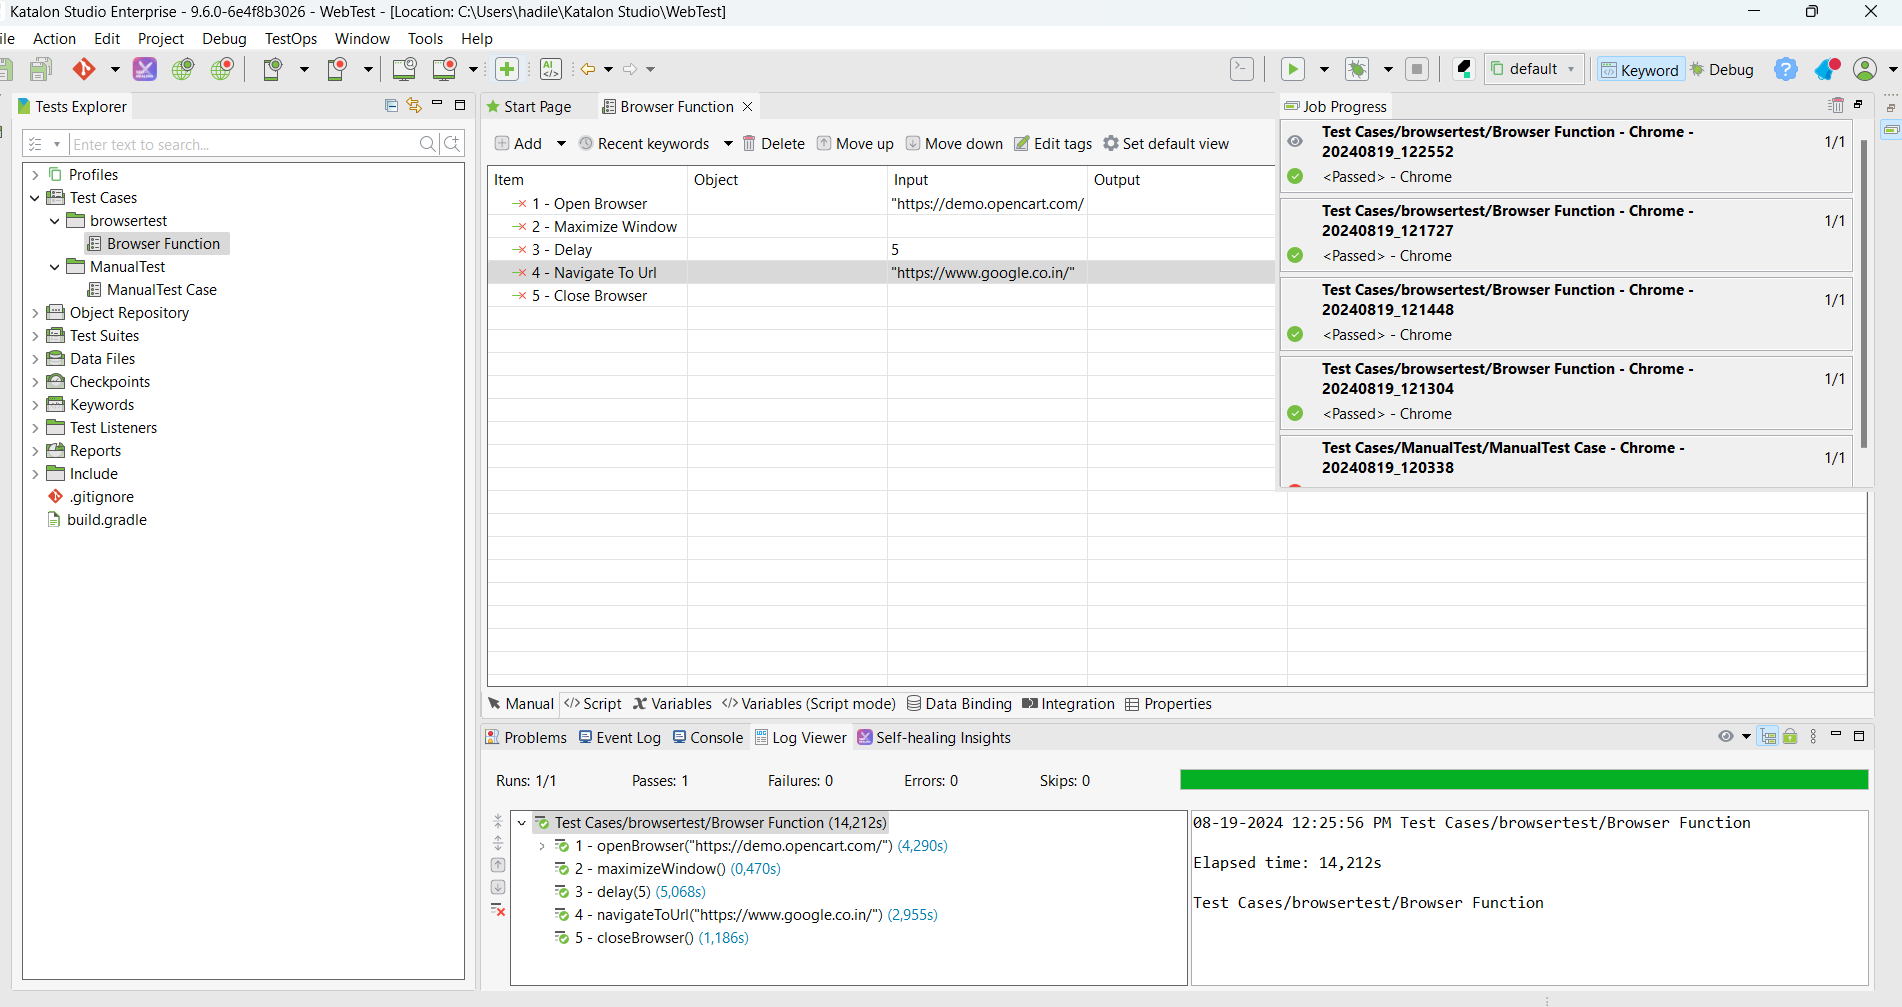 Katalon Studio Enterprise - 9.6.0-6e4f8b3026 - WebTest - [Location: C:\Users\hadile\Katalon Studio\WebTest]
ile Action Edit Project Debug TestOps Window Tools Help
default Keyword Debug
Tests Explorer
Enter text to search...
Profiles
Test Cases
browsertest
Browser Function
ManualTest
ManualTest Case
Object Repository
Test Suites
Data Files
Checkpoints
Keywords
Test Listeners
Reports
Include
.gitignore
build.gradle
Start Page Browser Function
Add Recent keywords Delete Move up Move down Edit tags Set default view
Item Object Input Output
1 - Open Browser "https://demo.opencart.com/
2 - Maximize Window
3 - Delay 5
4 - Navigate To Url "https://www.google.co.in/"
5 - Close Browser
Job Progress
Test Cases/browsertest/Browser Function - Chrome -
20240819_122552 1/1
<Passed> - Chrome
Test Cases/browsertest/Browser Function - Chrome -
20240819_121727 1/1
<Passed> - Chrome
Test Cases/browsertest/Browser Function - Chrome -
20240819_121448 1/1
<Passed> - Chrome
Test Cases/browsertest/Browser Function - Chrome -
20240819_121304 1/1
<Passed> - Chrome
Test Cases/ManualTest/ManualTest Case - Chrome -
20240819_120338 1/1
Manual Script Variables Variables (Script mode) Data Binding Integration Properties
Problems Event Log Console Log Viewer Self-healing Insights
Runs: 1/1 Passes: 1 Failures: 0 Errors: 0 Skips: 0
Test Cases/browsertest/Browser Function (14,212s)
1 - openBrowser("https://demo.opencart.com/") (4,290s)
2 - maximizeWindow() (0,470s)
3 - delay(5) (5,068s)
4 - navigateToUrl("https://www.google.co.in/") (2,955s)
5 - closeBrowser() (1,186s)
08-19-2024 12:25:56 PM Test Cases/browsertest/Browser Function
Elapsed time: 14,212s
Test Cases/browsertest/Browser Function